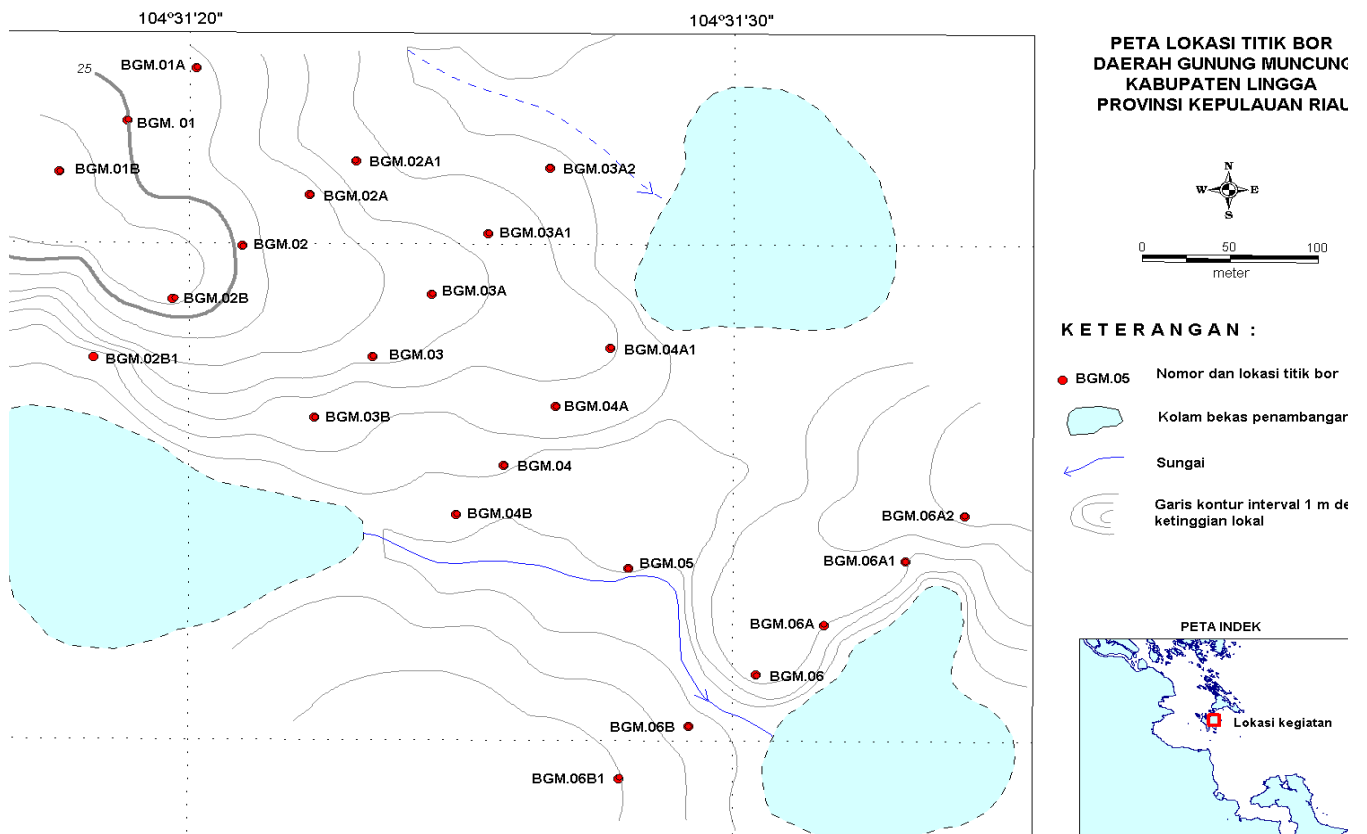 104º31'20"
104º31'30"
25
BGM.01A
BGM. 01
BGM.01B
BGM.02A1
BGM.02A
BGM.03A2
BGM.02
BGM.03A1
BGM.02B
BGM.03A
BGM.02B1
BGM.03
BGM.04A1
BGM.03B
BGM.04A
BGM.04
BGM.04B
BGM.06A2
BGM.05
BGM.06A1
BGM.06A
BGM.06
BGM.06B
BGM.06B1
PETA LOKASI TITIK BOR
DAERAH GUNUNG MUNCUNG
KABUPATEN LINGGA
PROVINSI KEPULAUAN RIAU
N
W E
S
0 50 100
meter
KETERANGAN :
BGM.05 Nomor dan lokasi titik bor
Kolam bekas penambangan
Sungai
Garis kontur interval 1 m de
ketinggian lokal
PETA INDEK
Lokasi kegiatan